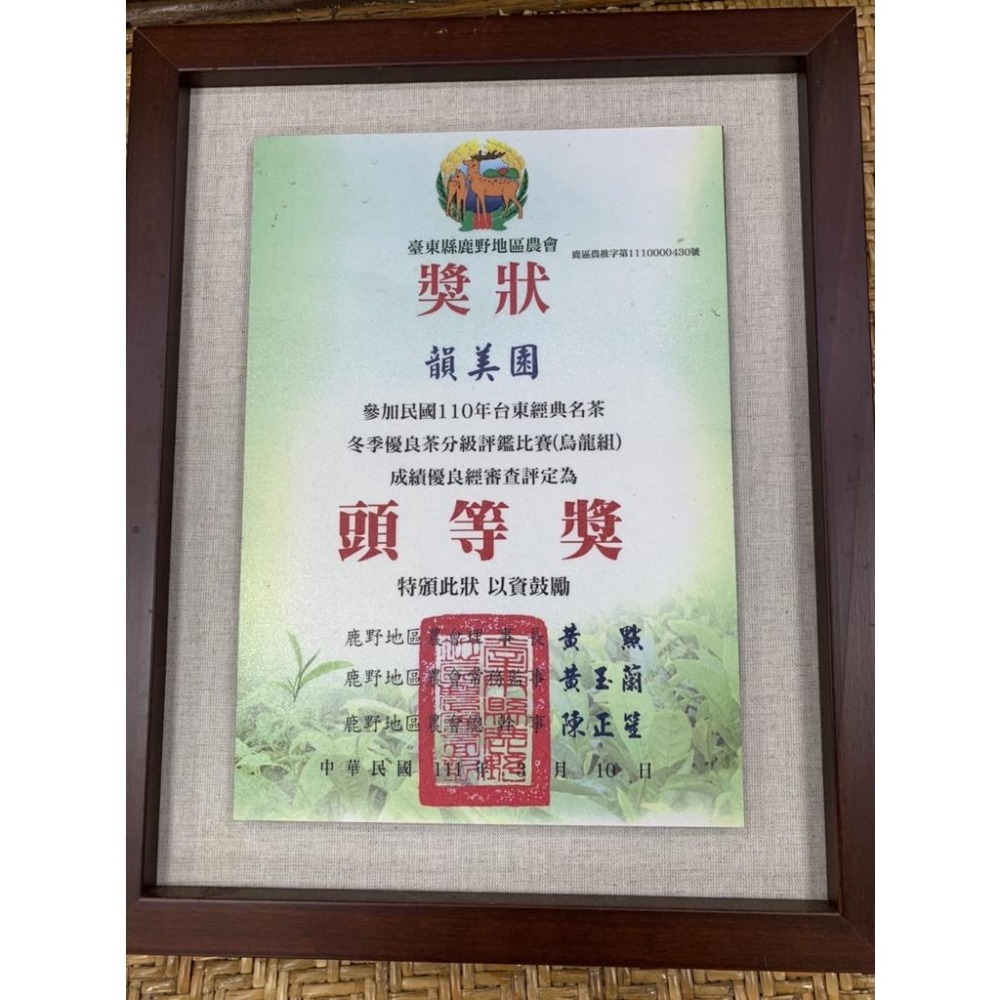 臺東縣鹿野地區農會
鹿區農推字第1110000430號
獎狀
韻美園
參加民國110年台東經典名茶
冬季優良茶分級評鑑比賽(烏龍組)
成績優良經審查評定為
頭等獎
特頒此狀 以資鼓勵
鹿野地區農會理事長 黃 點
鹿野地區農會常務監事 黃玉蘭
鹿野地區農會總幹事 陳正笙
中華民國 111 年 3 月 10 日